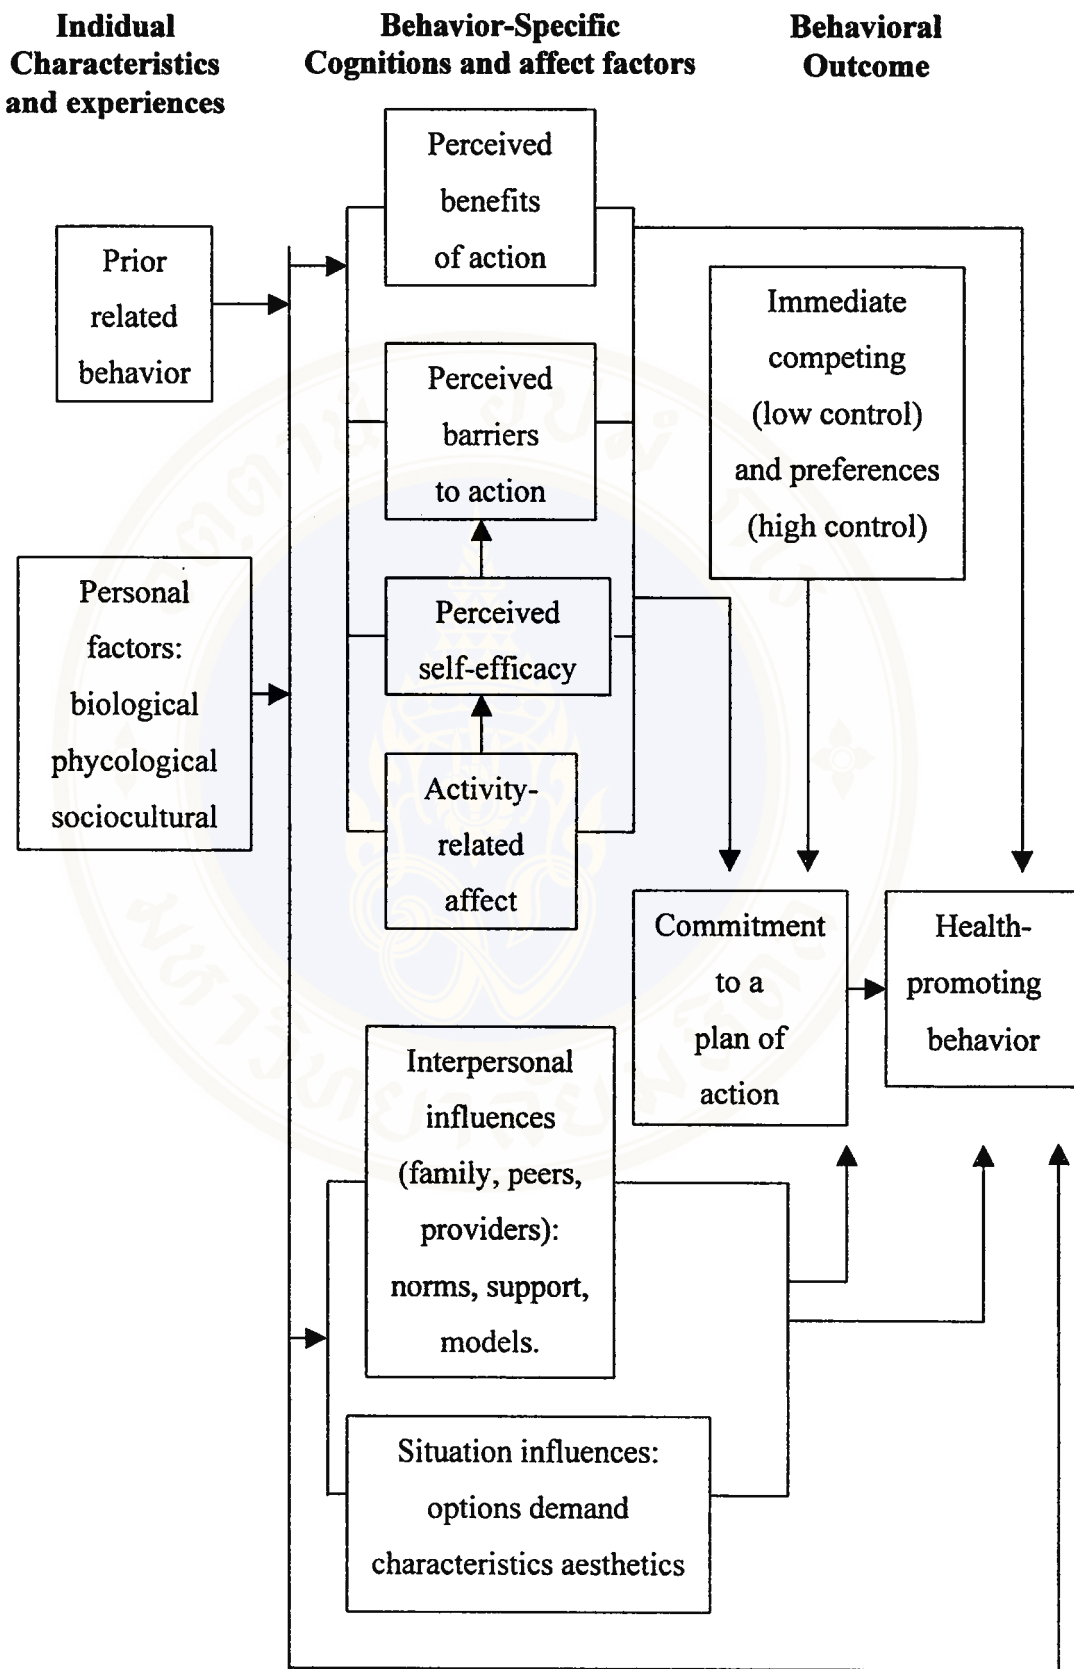 Indidual
Characteristics
and experiences
Behavior-Specific
Cognitions and affect factors
Behavioral
Outcome
Prior
related
behavior
Personal
factors:
biological
phycological
sociocultural
Perceived
benefits
of action
Perceived
barriers
to action
Perceived
self-efficacy
Activity-
related
affect
Immediate
competing
(low control)
and preferences
(high control)
Commitment
to a
plan of
action
Health-
promoting
behavior
Interpersonal
influences
(family, peers,
providers):
norms, support,
models.
Situation influences:
options demand
characteristics aesthetics